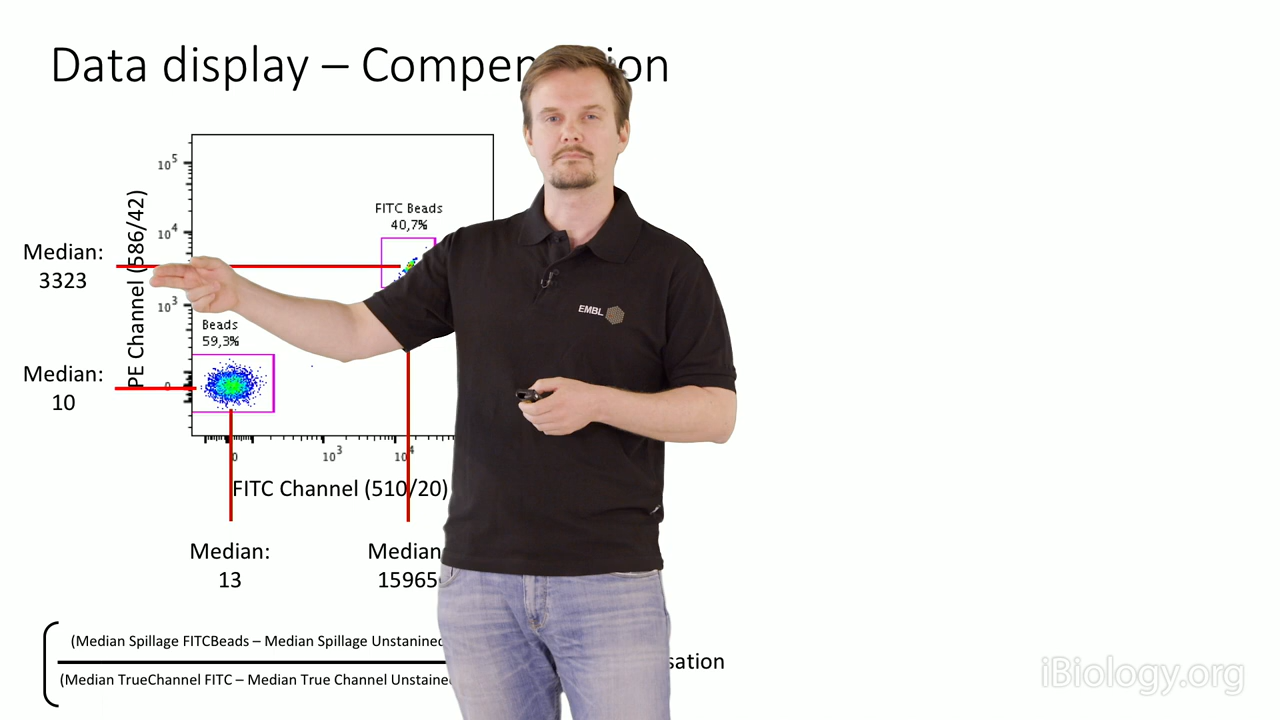 Data display – Compen ion
10⁵
FITC Beads
40,7%
10⁴
Median:
3323
PE Channel (586/42)
10³
Beads
59,3%
Median:
10
0
0
10³
10⁴
FITC Channel (510/20)
Median:
13
Median
15965
(Median Spillage FITCBeads – Median Spillage Unstanined
(Median TrueChannel FITC – Median True Channel Unstaine
sation
EMBL
iBiology.org